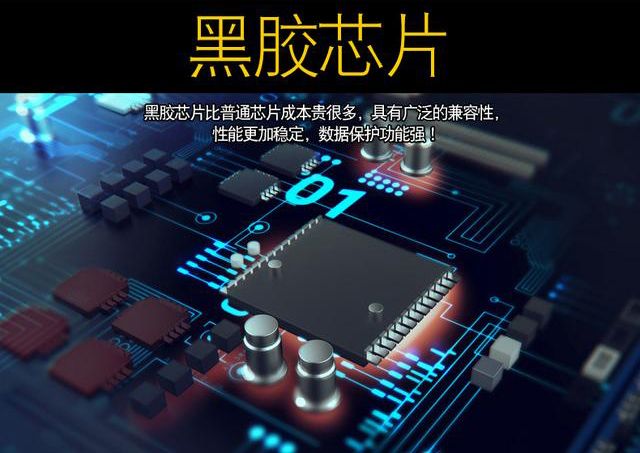 黑胶芯片
黑胶芯片比普通芯片成本贵很多，具有广泛的兼容性，
性能更加稳定，数据保护功能强！
01